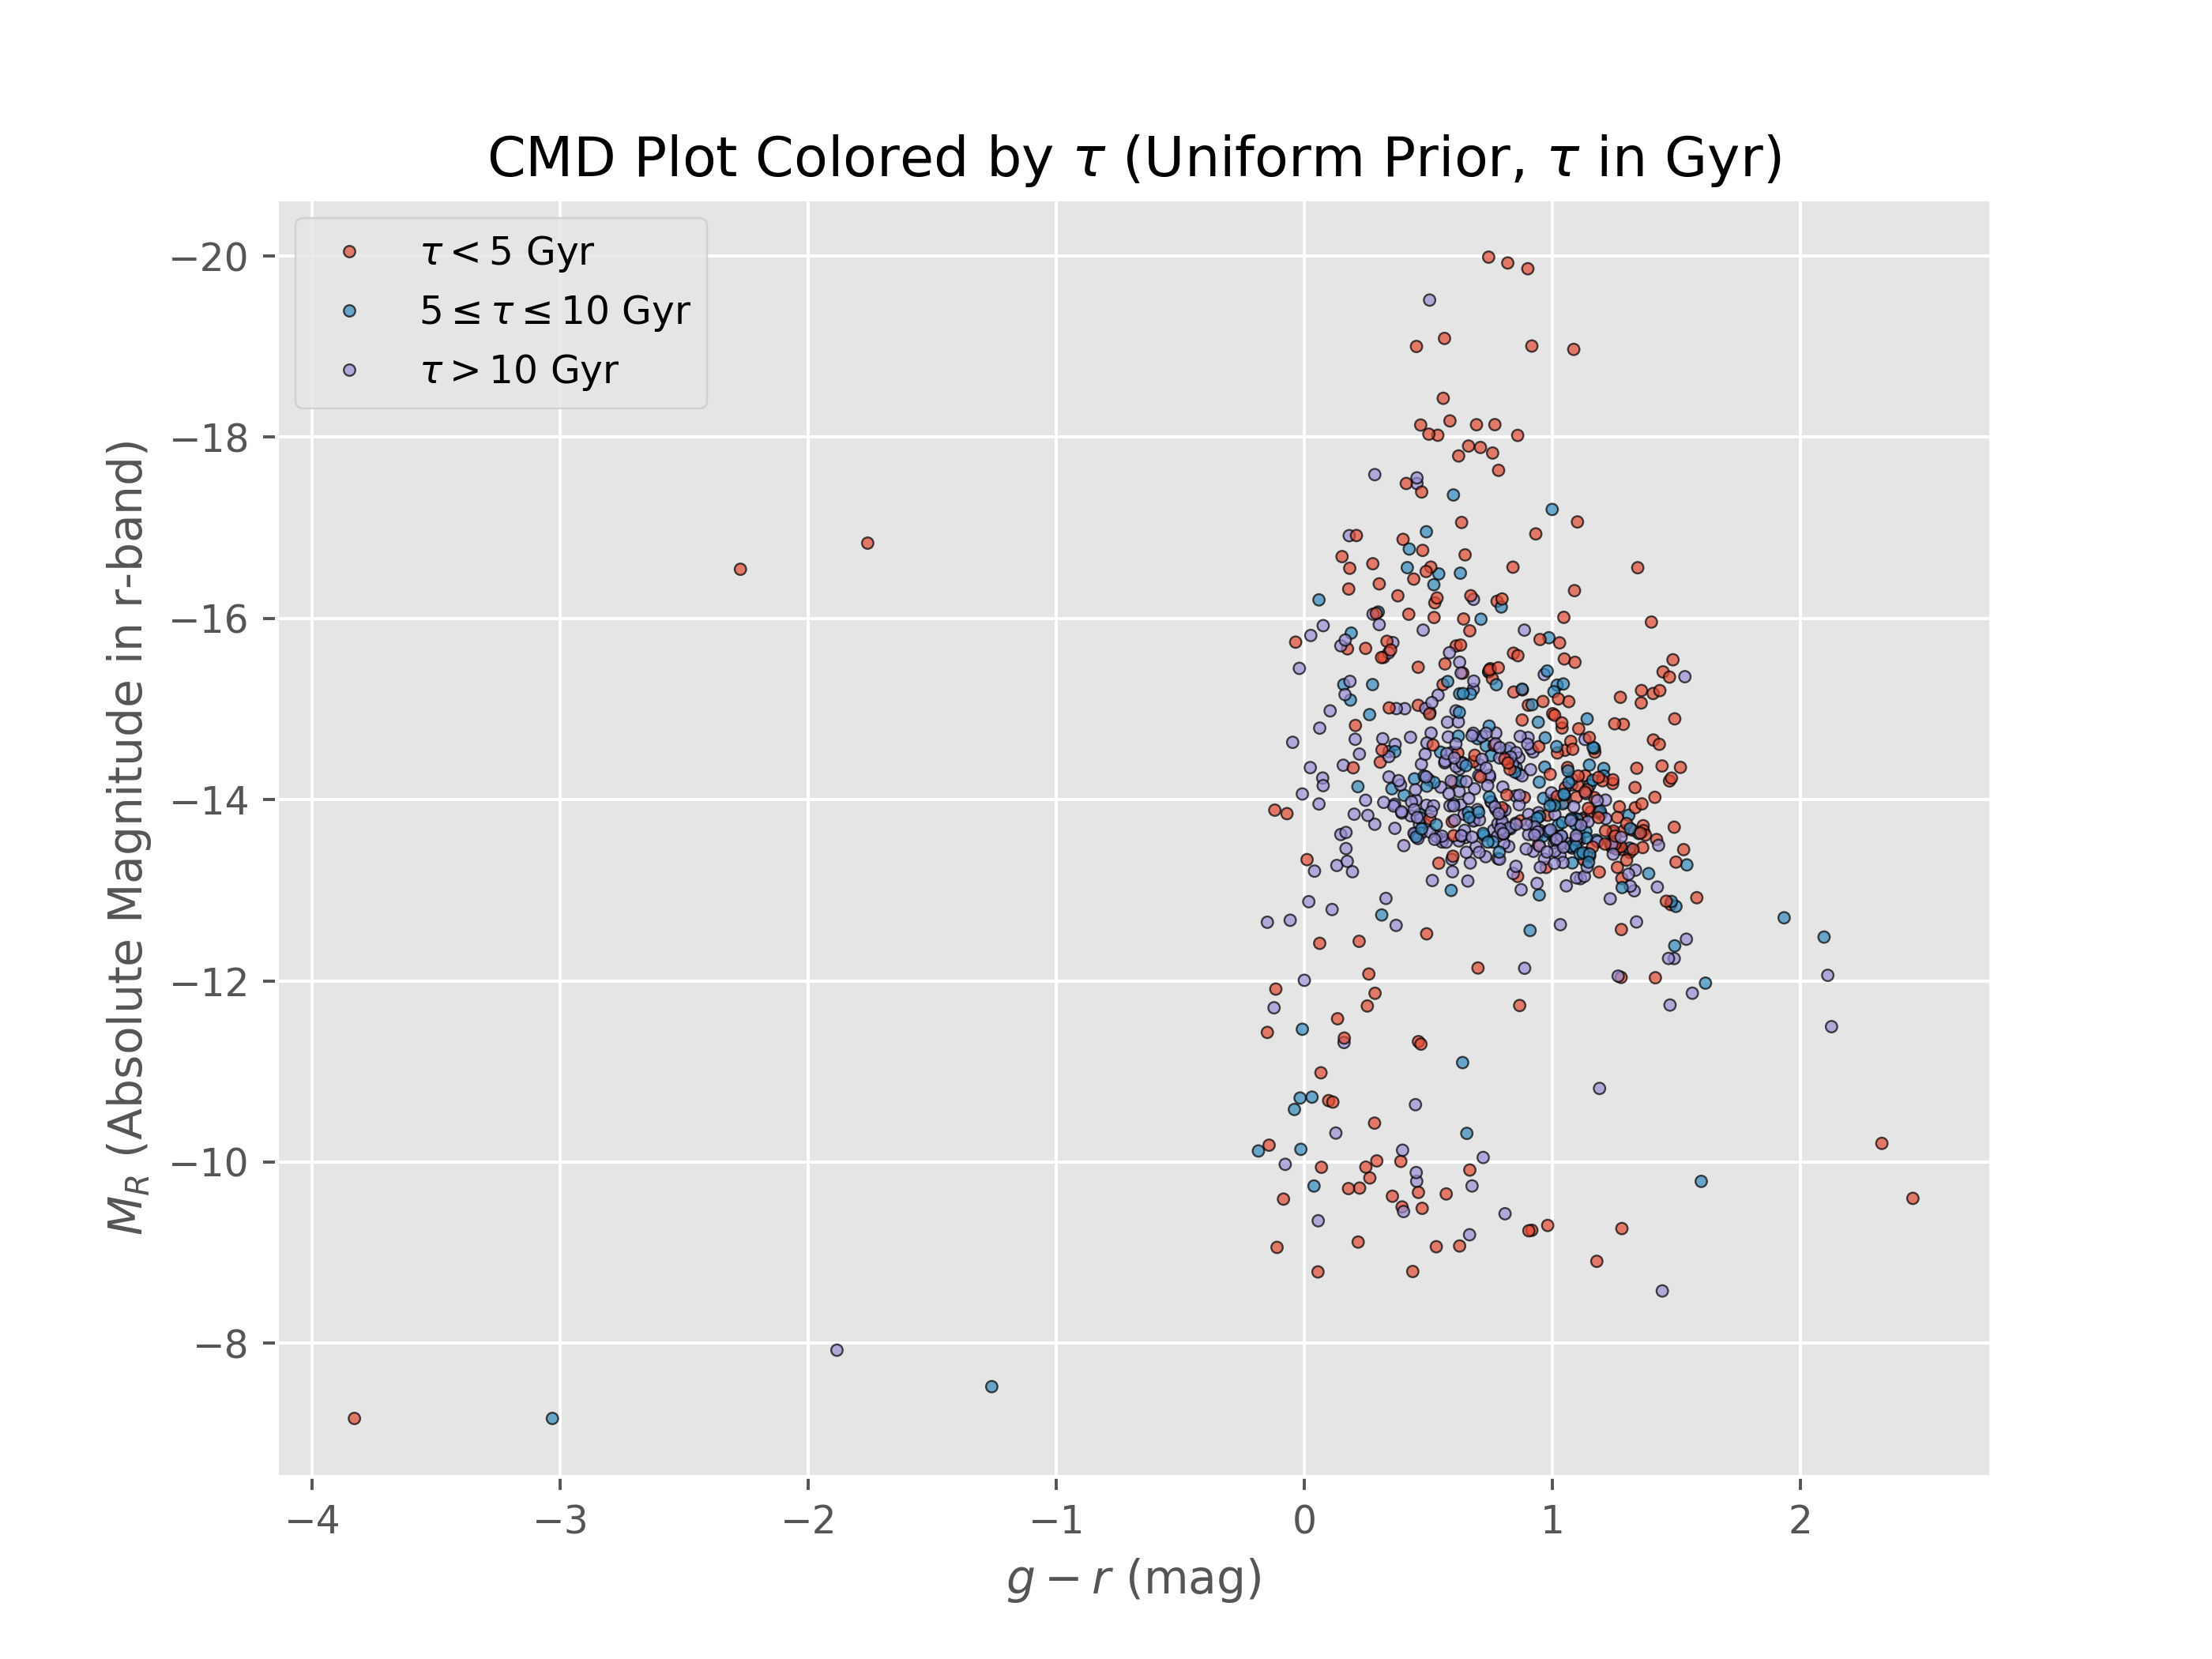 CMD Plot Colored by τ (Uniform Prior, τ in Gyr)
τ < 5 Gyr
5 ≤ τ ≤ 10 Gyr
τ > 10 Gyr
M_R (Absolute Magnitude in r-band)
−20
−18
−16
−14
−12
−10
−8
−4 −3 −2 −1 0 1 2
g − r (mag)